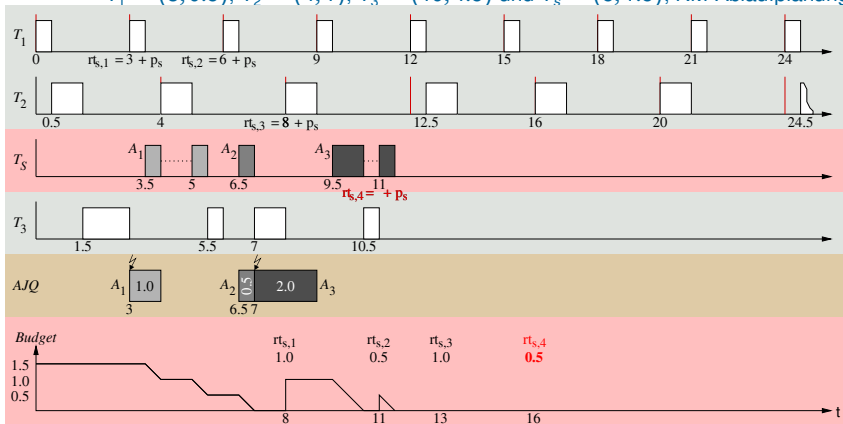 und RM-Ablaufplanung
T1
0 rts,1 = 3 + ps rts,2 = 6 + ps 9 12 15 18 21 24
T2
0.5 4 rts,3 = 8 + ps 12.5 16 20 24.5
A1 A2 A3
TS
3.5 5 6.5 9.5 11
rts,4 = + ps
T3
1.5 5.5 7 10.5
AJQ A1 1.0 A2 0.5 2.0 A3
3 6.5 7
Budget rts,1 rts,2 rts,3 rts,4
1.0 0.5 1.0 0.5
1.5
1.0
0.5
t
8 11 13 16